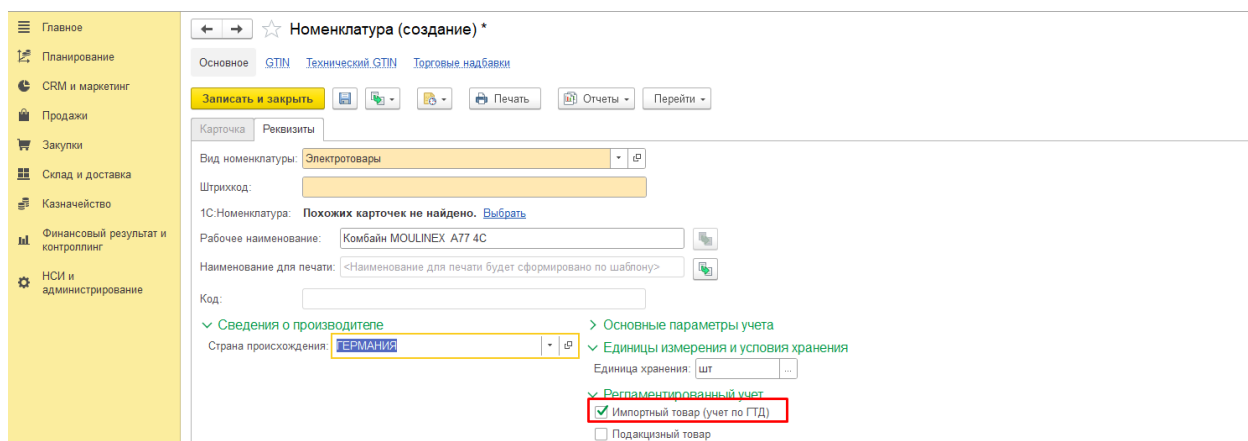 Главное
Планирование
CRM и маркетинг
Продажи
Закупки
Склад и доставка
Казначейство
Финансовый результат и
контроллинг
НСИ и
администрирование
Номенклатура (создание) *
Основное GTIN Технический GTIN Торговые надбавки
Записать и закрыть Печать Отчеты Перейти
Карточка Реквизиты
Вид номенклатуры: Электротовары
Штрихкод:
1С:Номенклатура: Похожих карточек не найдено. Выбрать
Рабочее наименование: Комбайн MOULINEX A77 4C
Наименование для печати: <Наименование для печати будет сформировано по шаблону>
Код:
Сведения о производителе
Страна происхождения: ГЕРМАНИЯ
Основные параметры учета
Единицы измерения и условия хранения
Единица хранения: шт ...
Регламентированный учет
Импортный товар (учет по ГТД)
Подакцизный товар